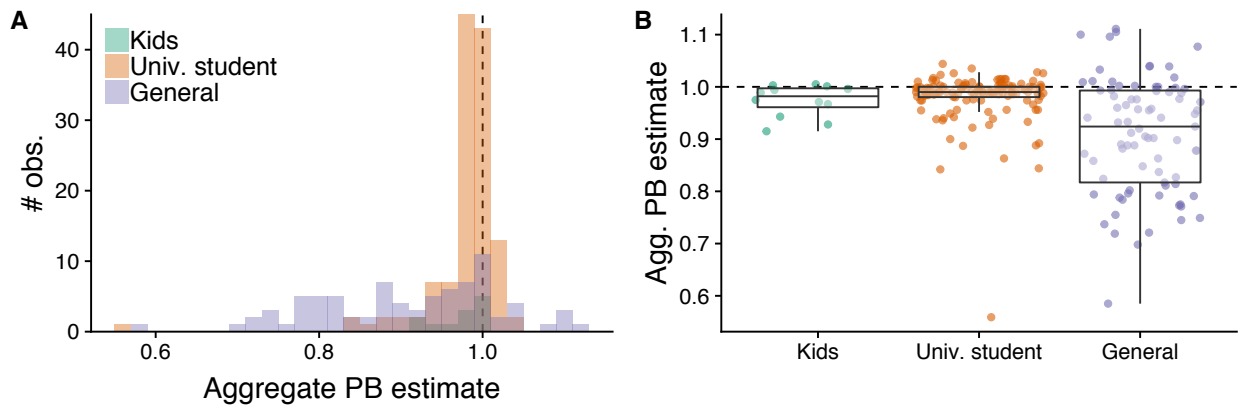 A
Kids
Univ. student
General
# obs.
40
30
20
10
0
0.6
0.8
1.0
Aggregate PB estimate
B
Agg. PB estimate
1.1
1.0
0.9
0.8
0.7
0.6
Kids
Univ. student
General